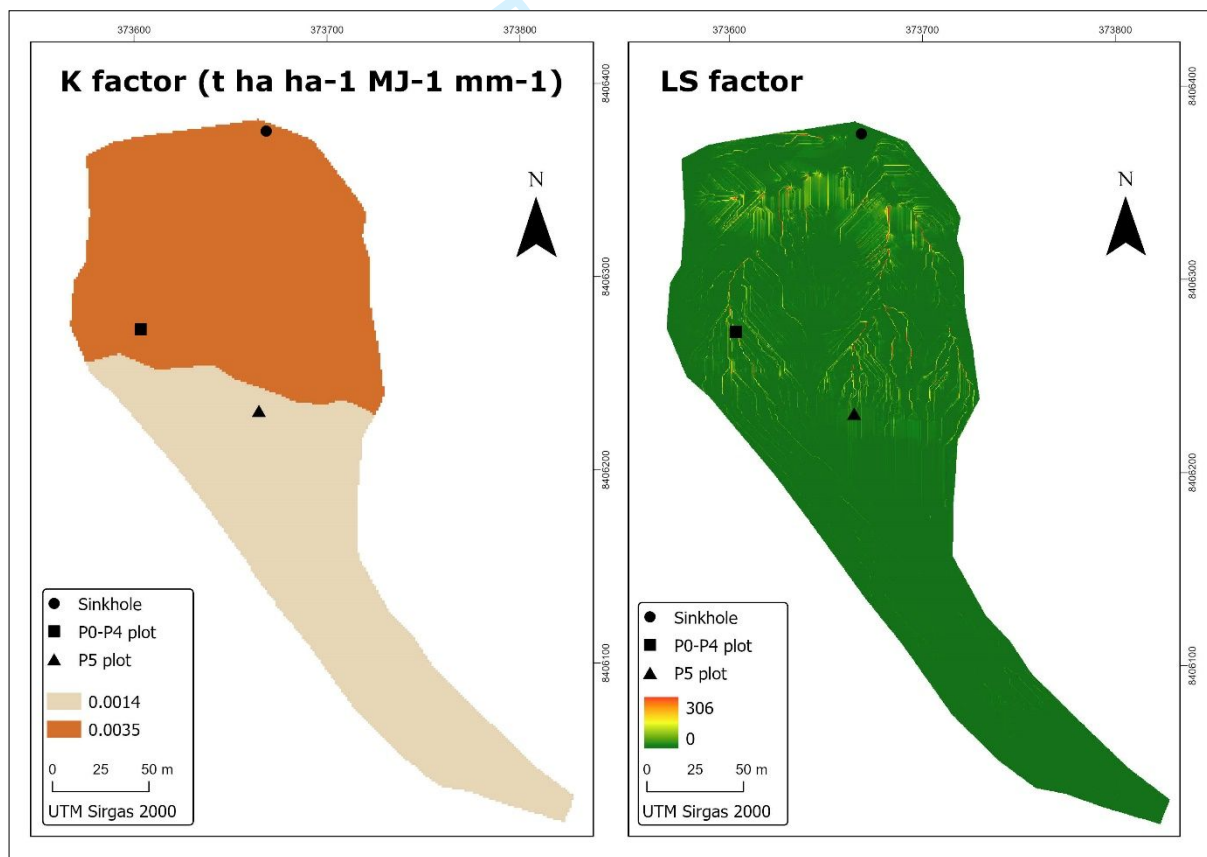 373600 373700 373800
K factor (t ha ha-1 MJ-1 mm-1)
8406400
N
8406300
8406200
8406100
Sinkhole
P0-P4 plot
P5 plot
0.0014
0.0035
0 25 50 m
UTM Sirgas 2000
373600 373700 373800
LS factor
8406400
N
8406300
8406200
8406100
Sinkhole
P0-P4 plot
P5 plot
306
0
0 25 50 m
UTM Sirgas 2000